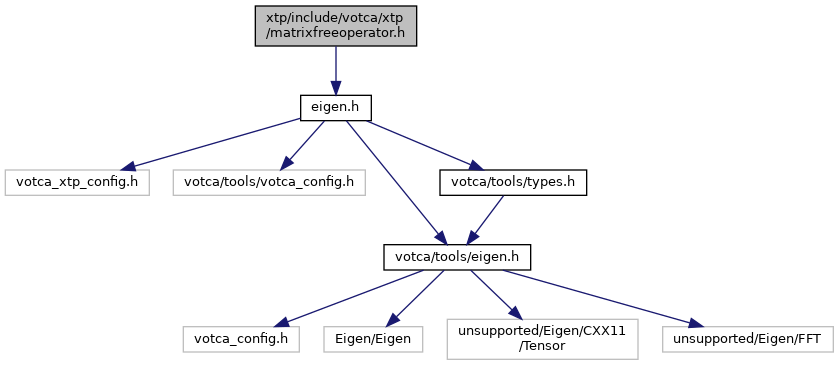 xtp/include/votca/xtp
/matrixfreeoperator.h
eigen.h
votca_xtp_config.h
votca/tools/votca_config.h
votca/tools/types.h
votca/tools/eigen.h
votca_config.h
Eigen/Eigen
unsupported/Eigen/CXX11
/Tensor
unsupported/Eigen/FFT